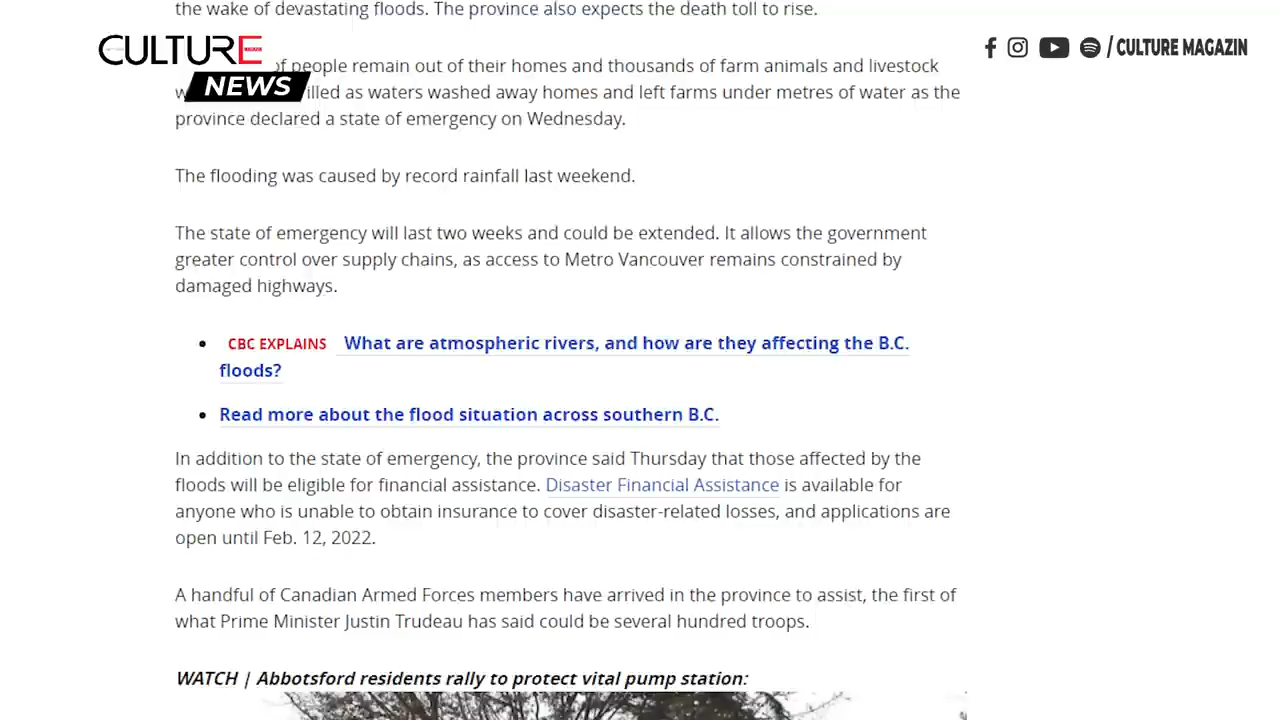 the wake of devastating floods. The province also expects the death toll to rise.
CULTURE
NEWS
/ CULTURE MAGAZIN
of people remain out of their homes and thousands of farm animals and livestock
illed as waters washed away homes and left farms under metres of water as the
province declared a state of emergency on Wednesday.
The flooding was caused by record rainfall last weekend.
The state of emergency will last two weeks and could be extended. It allows the government
greater control over supply chains, as access to Metro Vancouver remains constrained by
damaged highways.
• CBC EXPLAINS What are atmospheric rivers, and how are they affecting the B.C.
floods?
• Read more about the flood situation across southern B.C.
In addition to the state of emergency, the province said Thursday that those affected by the
floods will be eligible for financial assistance. Disaster Financial Assistance is available for
anyone who is unable to obtain insurance to cover disaster-related losses, and applications are
open until Feb. 12, 2022.
A handful of Canadian Armed Forces members have arrived in the province to assist, the first of
what Prime Minister Justin Trudeau has said could be several hundred troops.
WATCH | Abbotsford residents rally to protect vital pump station: